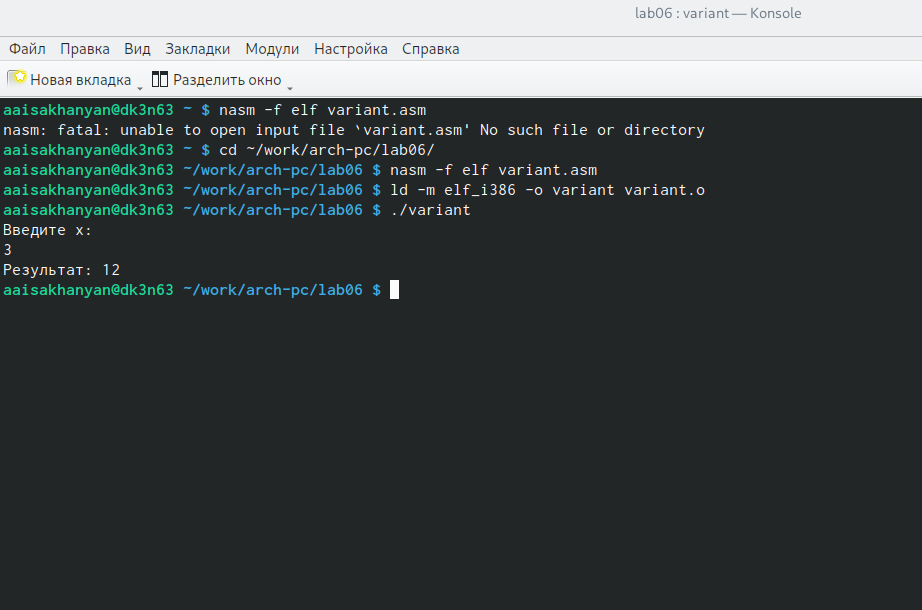 lab06 : variant — Konsole
Файл Правка Вид Закладки Модули Настройка Справка
Новая вкладка Разделить окно
aaisakhanyan@dk3n63 ~ $ nasm -f elf variant.asm
nasm: fatal: unable to open input file `variant.asm' No such file or directory
aaisakhanyan@dk3n63 ~ $ cd ~/work/arch-pc/lab06/
aaisakhanyan@dk3n63 ~/work/arch-pc/lab06 $ nasm -f elf variant.asm
aaisakhanyan@dk3n63 ~/work/arch-pc/lab06 $ ld -m elf_i386 -o variant variant.o
aaisakhanyan@dk3n63 ~/work/arch-pc/lab06 $ ./variant
Введите x:
3
Результат: 12
aaisakhanyan@dk3n63 ~/work/arch-pc/lab06 $